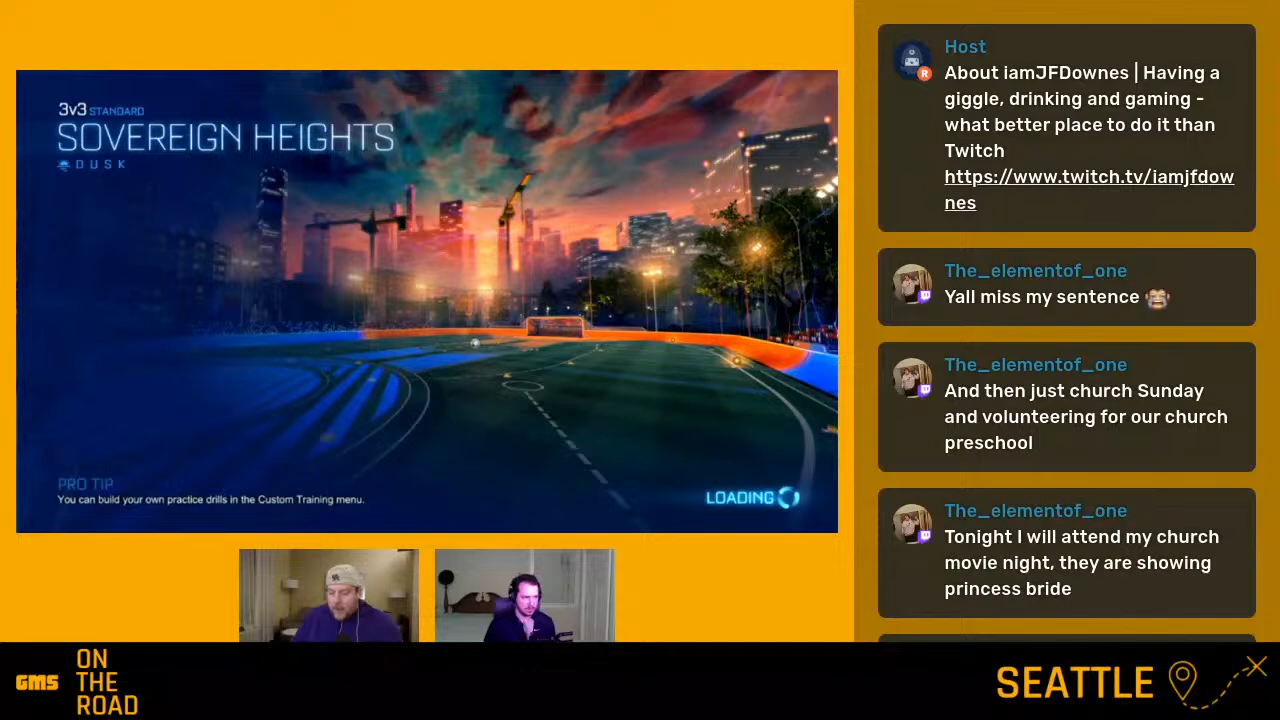 3v3 STANDARD
SOVEREIGN HEIGHTS
DUSK
PRO TIP
You can build your own practice drills in the Custom Training menu.
LOADING
Host
About iamJFDownes | Having a
giggle, drinking and gaming -
what better place to do it than
Twitch
https://www.twitch.tv/iamjfdow
nes
The_elementof_one
Yall miss my sentence
The_elementof_one
And then just church Sunday
and volunteering for our church
preschool
The_elementof_one
Tonight I will attend my church
movie night, they are showing
princess bride
GMS
ON
THE
ROAD
SEATTLE